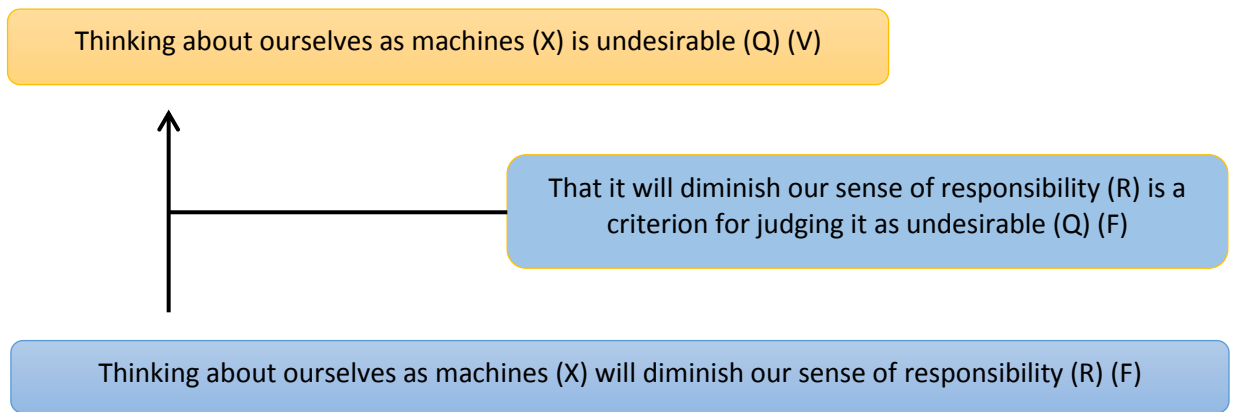 Thinking about ourselves as machines (X) is undesirable (Q) (V)
That it will diminish our sense of responsibility (R) is a
criterion for judging it as undesirable (Q) (F)
Thinking about ourselves as machines (X) will diminish our sense of responsibility (R) (F)